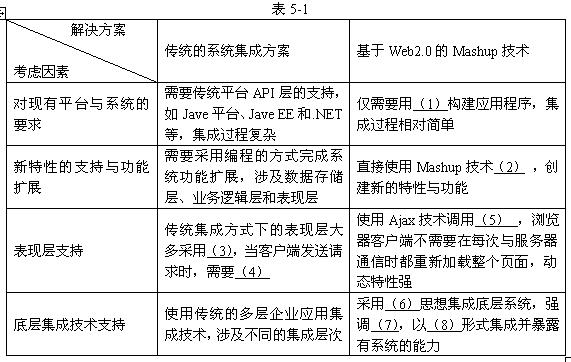 表 5-1
解决方案
考虑因素
传统的系统集成方案
基于 Web2.0 的 Mashup 技术
对现有平台与系统的
要求
需要传统平台 API 层的支持，
如 Jave 平台、Jave EE 和.NET
等，集成过程复杂
仅需要用（1）构建应用程序，集
成过程相对简单
新特性的支持与功能
扩展
需要采用编程的方式完成系
统功能扩展，涉及数据存储
层、业务逻辑层和表现层
直接使用 Mashup 技术（2），创
建新的特性与功能
表现层支持
传统集成方式下的表现层大
多采用（3），当客户端发送请
求时，需要（4）
使用 Ajax 技术调用（5），浏览
器客户端不需要在每次与服务器
通信时都重新加载整个页面，动
态特性强
底层集成技术支持
使用传统的多层企业应用集
成技术，涉及不同的集成层次
采用（6）思想集成底层系统，强
调（7），以（8）形式集成并暴露
有系统的能力